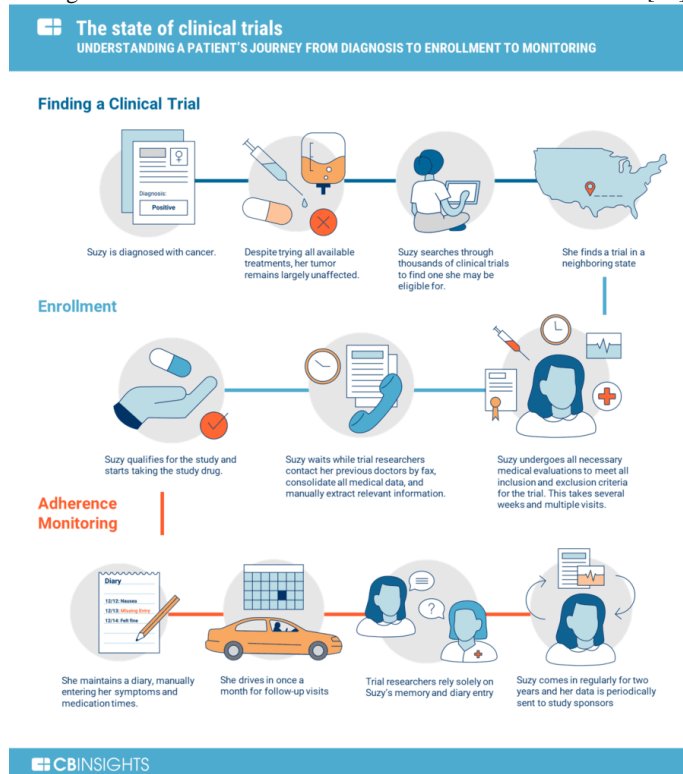 The state of clinical trials
UNDERSTANDING A PATIENT'S JOURNEY FROM DIAGNOSIS TO ENROLLMENT TO MONITORING
Finding a Clinical Trial
Diagnosis:
Positive
Suzy is diagnosed with cancer.
Despite trying all available
treatments, her tumor
remains largely unaffected.
Suzy searches through
thousands of clinical trials
to find one she may be
eligible for.
She finds a trial in a
neighboring state
Enrollment
Suzy qualifies for the study and
starts taking the study drug.
Suzy waits while trial researchers
contact her previous doctors by fax,
consolidate all medical data, and
manually extract relevant information.
Suzy undergoes all necessary
medical evaluations to meet all
inclusion and exclusion criteria
for the trial. This takes several
weeks and multiple visits.
Adherence
Monitoring
Diary
12/12: Nausea
12/13: Missing Entry
12/14: Felt fine
?
She maintains a diary, manually
entering her symptoms and
medication times.
She drives in once a
month for follow-up visits
Trial researchers rely solely on
Suzy's memory and diary entry
Suzy comes in regularly for two
years and her data is periodically
sent to study sponsors
CBINSIGHTS